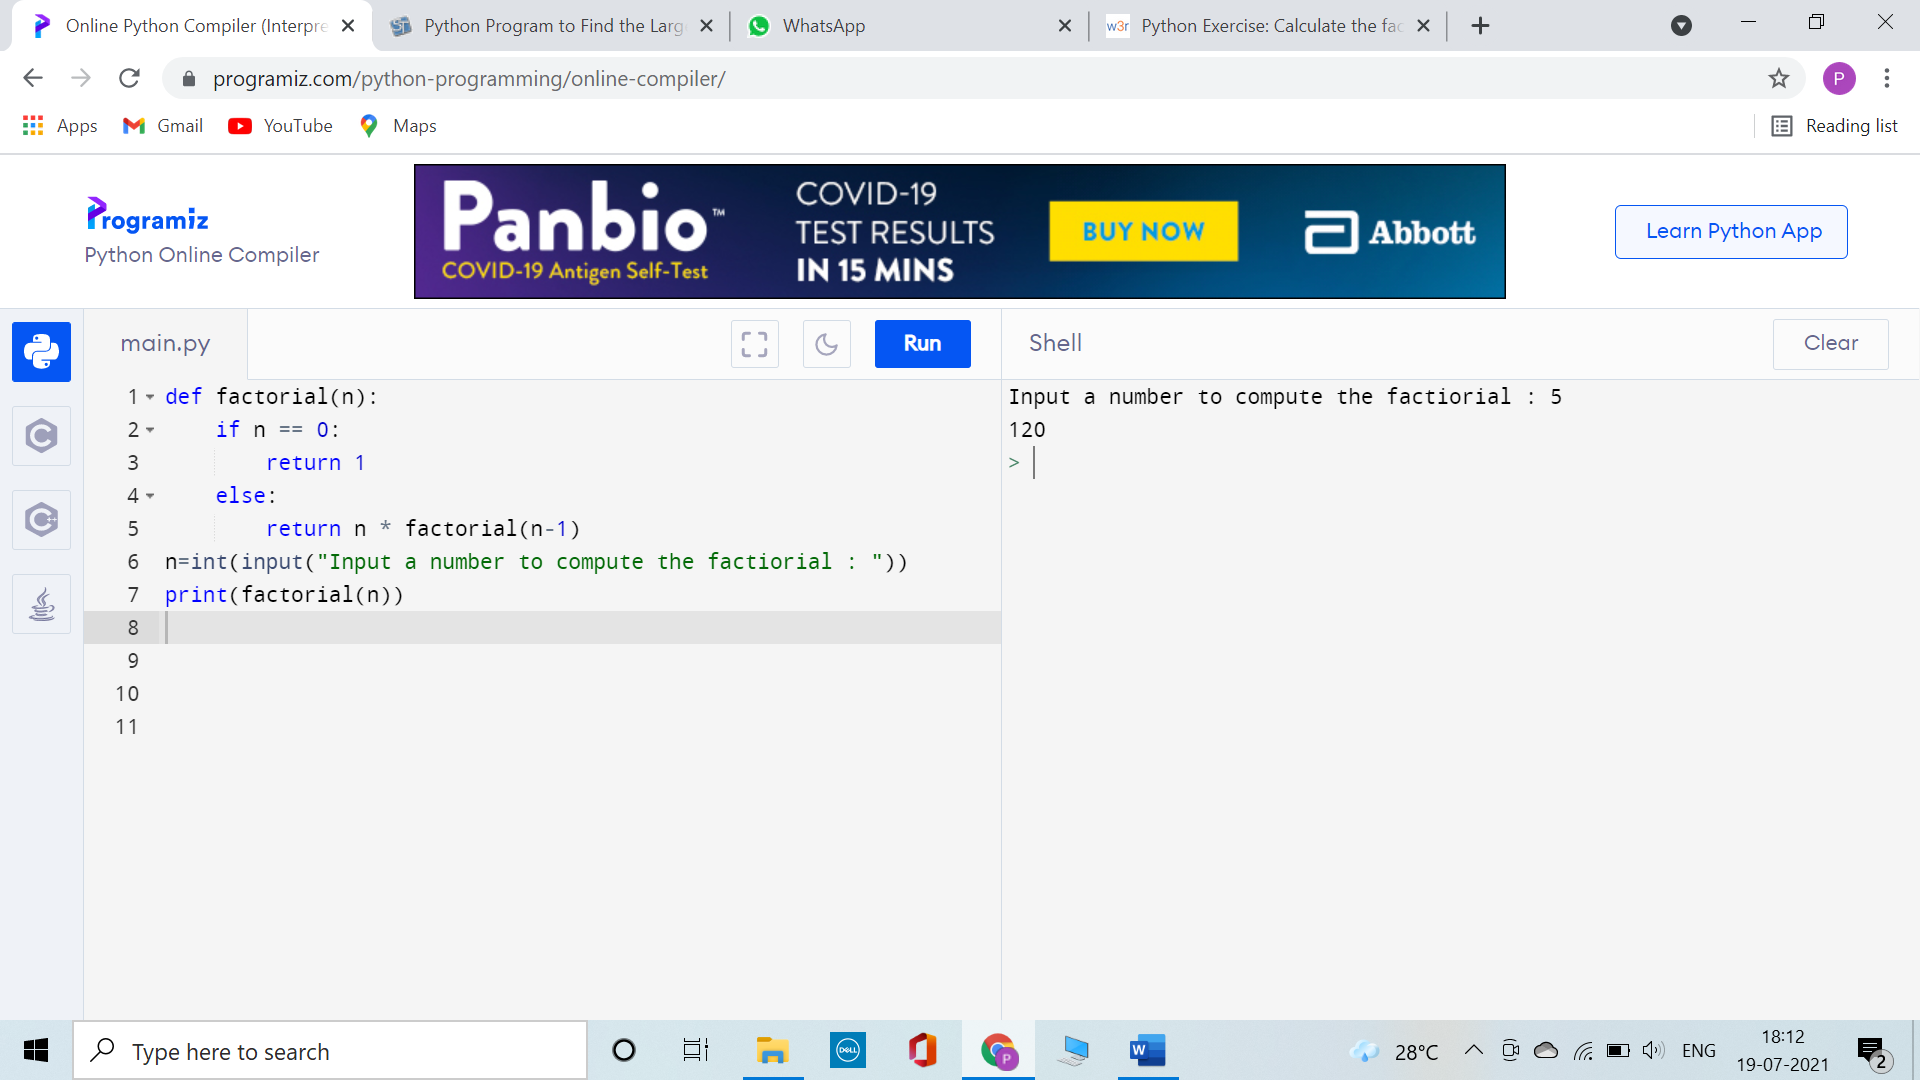 Online Python Compiler (Interpre
Python Program to Find the Larg
WhatsApp
w3r Python Exercise: Calculate the fac
programiz.com/python-programming/online-compiler/
P
Apps
Gmail
YouTube
Maps
Reading list
Programiz
Python Online Compiler
Panbio™
COVID-19 Antigen Self-Test
COVID-19
TEST RESULTS
IN 15 MINS
BUY NOW
Abbott
Learn Python App
main.py
Run
Shell
Clear
1 def factorial(n):
2 if n == 0:
3 return 1
4 else:
5 return n * factorial(n-1)
6 n=int(input("Input a number to compute the factiorial : "))
7 print(factorial(n))
8
9
10
11
Input a number to compute the factiorial : 5
120
>
Type here to search
DELL
P
W
28°C
ENG
18:12
19-07-2021
2